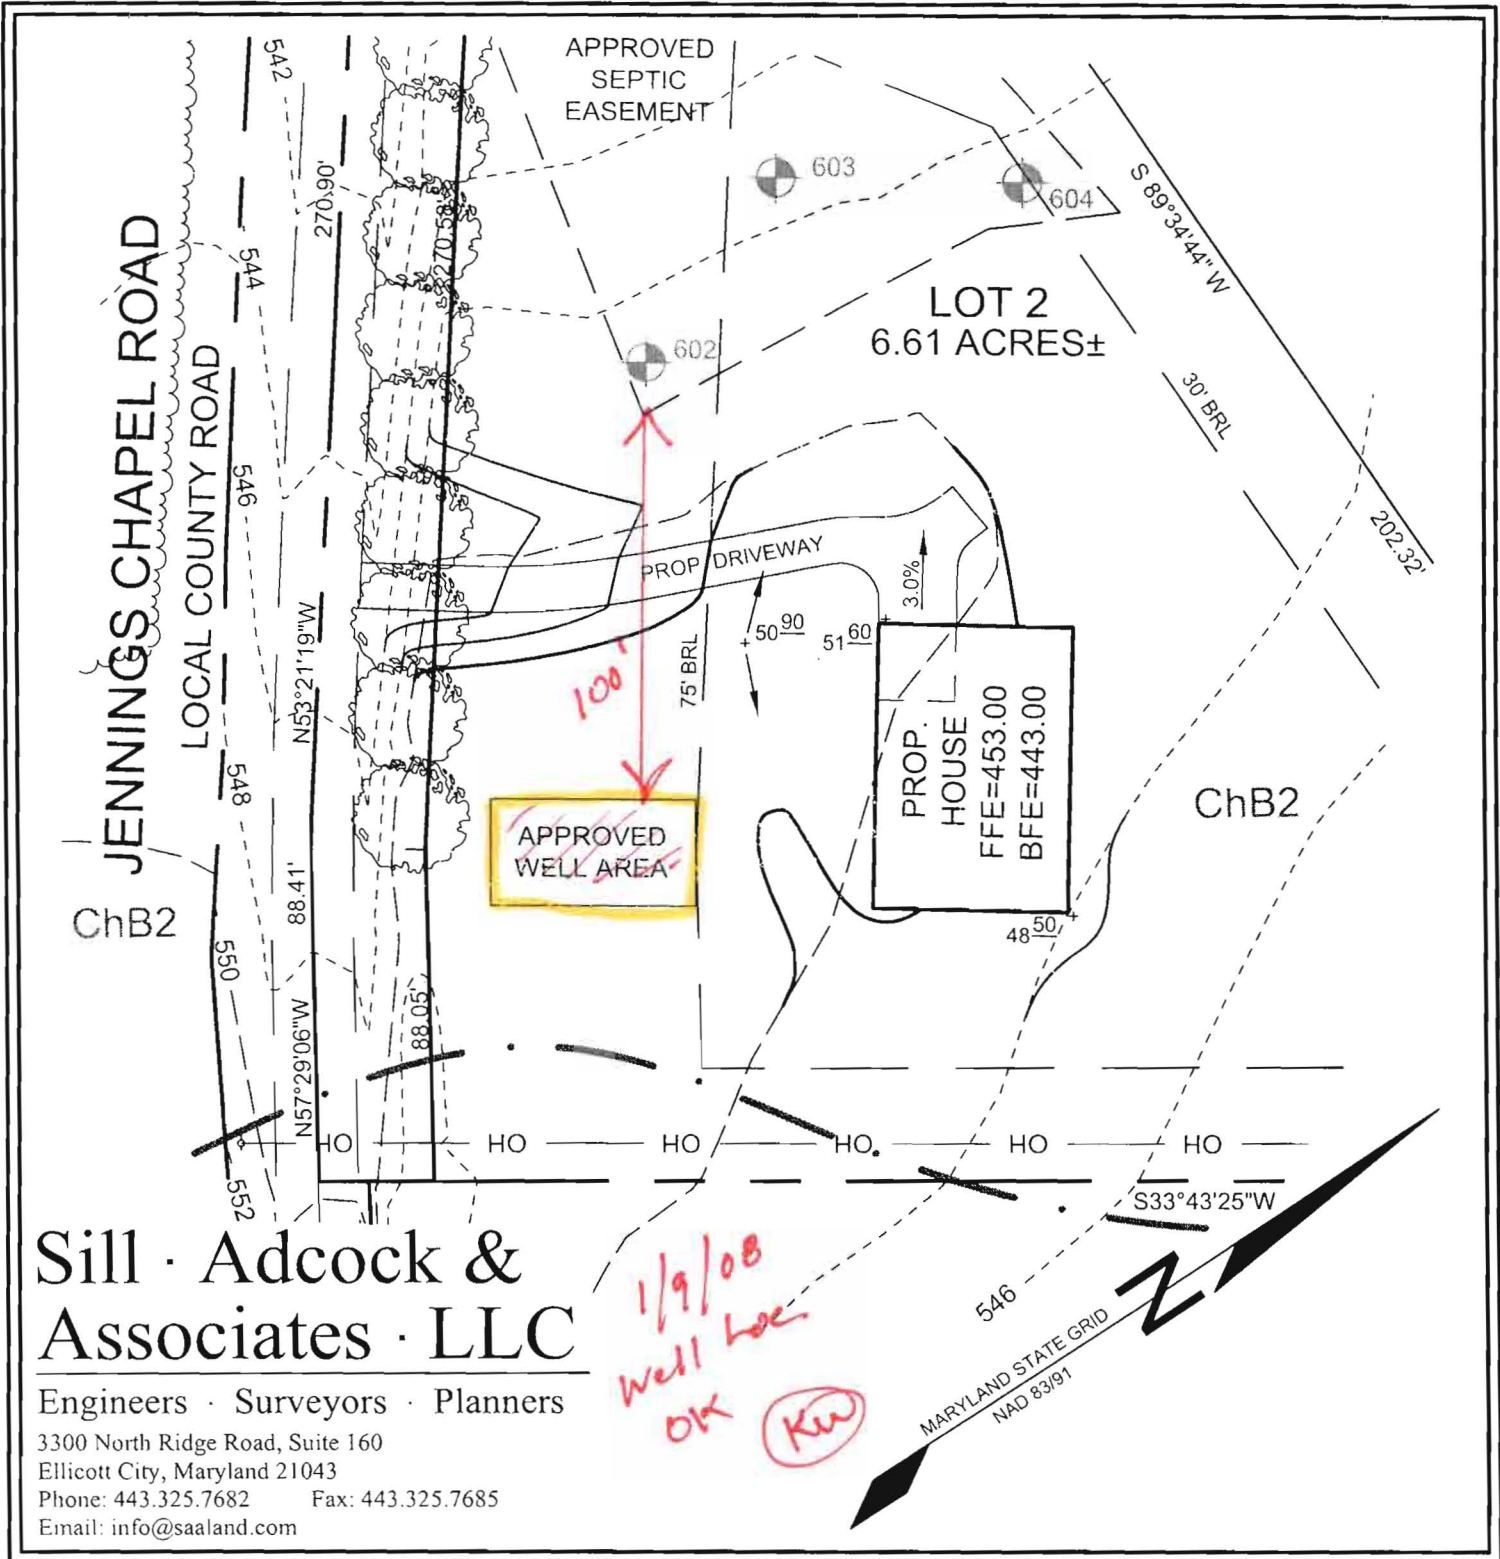 APPROVED
SEPTIC
EASEMENT
542
270.90'
270.58'
603
604
S 89°34'44" W
JENNINGS CHAPEL ROAD
LOCAL COUNTY ROAD
544
LOT 2
6.61 ACRES±
602
30' BRL
546
202.32'
PROP. DRIVEWAY
3.0%
50 90
51 60
N53°21'19"W
100'
75' BRL
PROP.
HOUSE
FFE=453.00
BFE=443.00
548
ChB2
APPROVED
WELL AREA
88.41'
ChB2
48 50
550
88.05'
N57°29'06"W
HO HO HO HO HO HO
552
S33°43'25"W
546
N
MARYLAND STATE GRID
NAD 83/91
1/9/08
Well Loc.
OK
KW
Sill · Adcock &
Associates · LLC
Engineers · Surveyors · Planners
3300 North Ridge Road, Suite 160
Ellicott City, Maryland 21043
Phone: 443.325.7682 Fax: 443.325.7685
Email: info@saaland.com